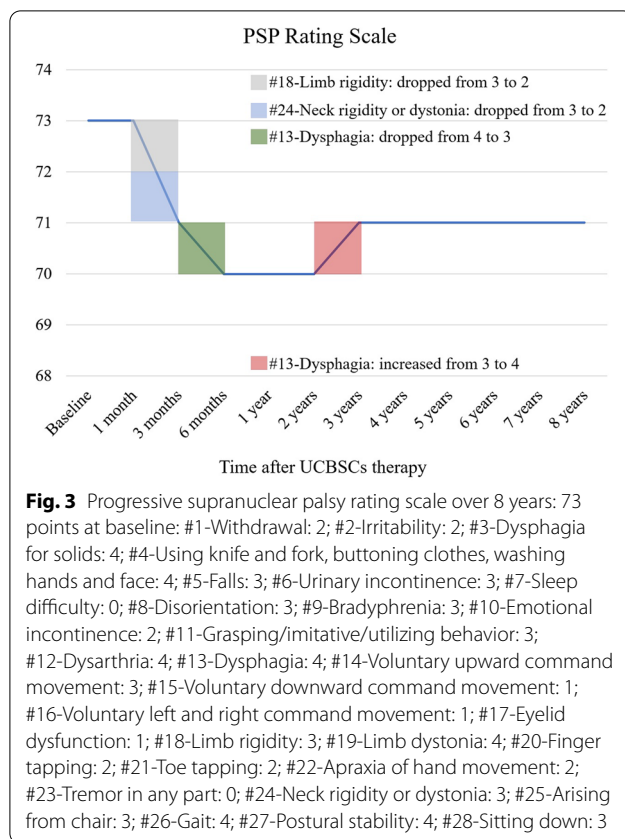 PSP Rating Scale
74
73
72
71
70
69
68
#18-Limb rigidity: dropped from 3 to 2
#24-Neck rigidity or dystonia: dropped from 3 to 2
#13-Dysphagia: dropped from 4 to 3
#13-Dysphagia: increased from 3 to 4
Baseline
1 month
3 months
6 months
1 year
2 years
3 years
4 years
5 years
6 years
7 years
8 years
Time after UCBSCs therapy
Fig. 3 Progressive supranuclear palsy rating scale over 8 years: 73
points at baseline: #1-Withdrawal: 2; #2-Irritability: 2; #3-Dysphagia
for solids: 4; #4-Using knife and fork, buttoning clothes, washing
hands and face: 4; #5-Falls: 3; #6-Urinary incontinence: 3; #7-Sleep
difficulty: 0; #8-Disorientation: 3; #9-Bradyphrenia: 3; #10-Emotional
incontinence: 2; #11-Grasping/imitative/utilizing behavior: 3;
#12-Dysarthria: 4; #13-Dysphagia: 4; #14-Voluntary upward command
movement: 3; #15-Voluntary downward command movement: 1;
#16-Voluntary left and right command movement: 1; #17-Eyelid
dysfunction: 1; #18-Limb rigidity: 3; #19-Limb dystonia: 4; #20-Finger
tapping: 2; #21-Toe tapping: 2; #22-Apraxia of hand movement: 2;
#23-Tremor in any part: 0; #24-Neck rigidity or dystonia: 3; #25-Arising
from chair: 3; #26-Gait: 4; #27-Postural stability: 4; #28-Sitting down: 3